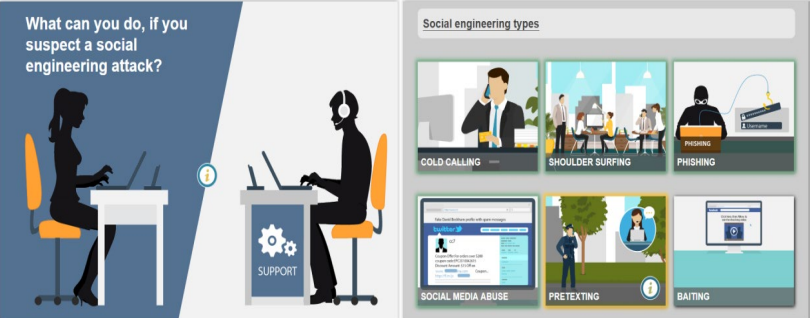 What can you do, if you
suspect a social
engineering attack?
i
SUPPORT
Social engineering types
COLD CALLING
SHOULDER SURFING
PHISHING
Username
PHISHING
twitter
SOCIAL MEDIA ABUSE
i
PRETEXTING
BAITING